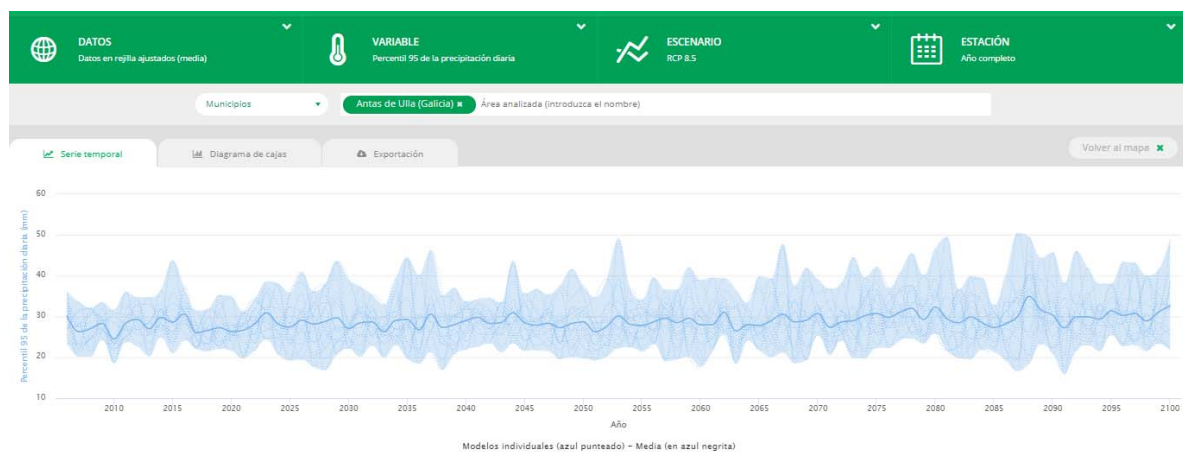 DATOS
Datos en rejilla ajustados (media)
VARIABLE
Percentil 95 de la precipitación diaria
ESCENARIO
RCP 8.5
ESTACIÓN
Año completo
Municipios
Antas de Ulla (Galicia)
Área analizada (introduzca el nombre)
Serie temporal
Diagrama de cajas
Exportación
Volver al mapa
Percentil 95 de la precipitación diaria (mm)
60
50
40
30
20
10
2010 2015 2020 2025 2030 2035 2040 2045 2050 2055 2060 2065 2070 2075 2080 2085 2090 2095 2100
Año
Modelos individuales (azul punteado) - Media (en azul negrita)